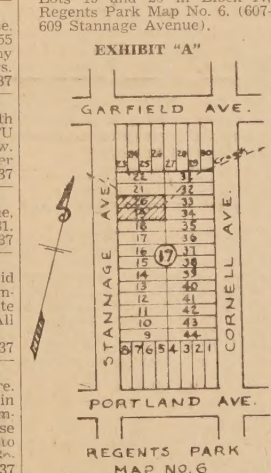 Lots 19 and 20 in Block 17,
Regents Park Map No. 6. (607-
609 Stannage Avenue).
EXHIBIT "A"
GARFIELD AVE.
23 24 25 26 27 28 29 30
22 31
21 32
20 33
19 34
18 35
17 36
16 37
15 38
14 39
13 40
12 41
11 42
10 43
9 44
8 7 6 5 4 3 2 1
17
STANNAGE AVE.
CORNELL AVE.
PORTLAND AVE.
REGENTS PARK
MAP NO. 6